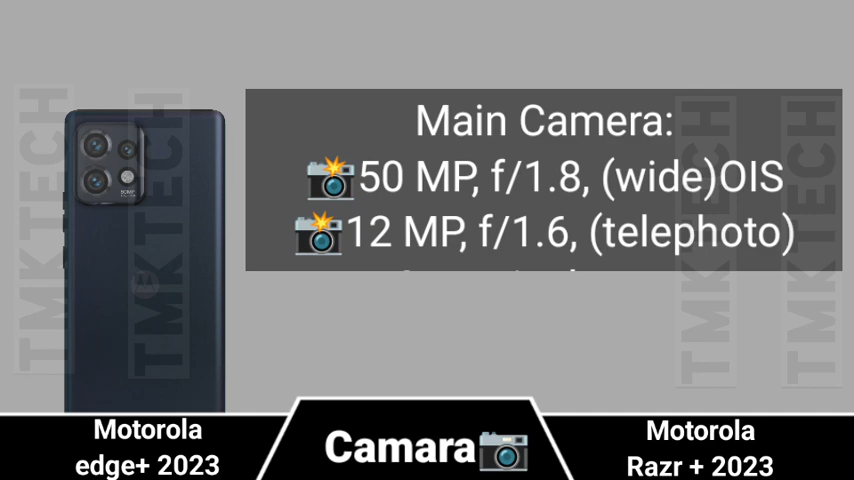 Main Camera:
📸50 MP, f/1.8, (wide)OIS
📸12 MP, f/1.6, (telephoto)
TMKTECH
TMKTECH
TMKTECH
TMKTECH
50MP
Motorola
edge+ 2023
Camara📷
Motorola
Razr + 2023